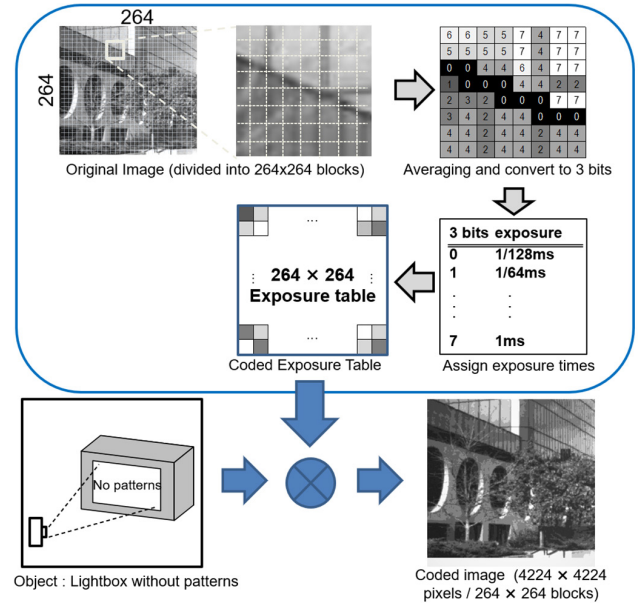 264
264
6 6 5 5 7 4 7 7
5 5 5 5 7 4 7 7
0 0 4 4 6 4 7 7
1 0 0 0 4 4 2 2
2 3 2 0 0 0 7 7
3 4 2 4 4 0 0 0
4 4 2 4 4 2 4 4
4 4 2 4 4 2 4 4
Original Image (divided into 264x264 blocks)
Averaging and convert to 3 bits
3 bits exposure
0 1/128ms
1 1/64ms
. .
. .
. .
7 1ms
Assign exposure times
...
⋮ 264 × 264 ⋮
Exposure table
...
Coded Exposure Table
No patterns
Object : Lightbox without patterns
Coded image (4224 × 4224
pixels / 264 × 264 blocks)